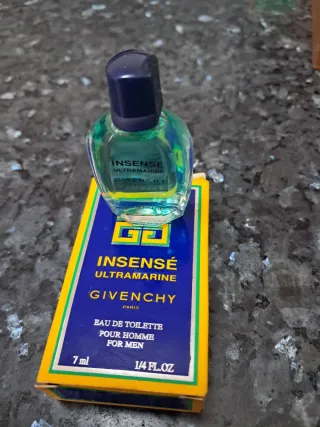 INSENSÉ
ULTRAMARINE
GIVENCHY
INSENSÉ
ULTRAMARINE
GIVENCHY
PARIS
EAU DE TOILETTE
POUR HOMME
FOR MEN
7 ml 1/4 FL.OZ